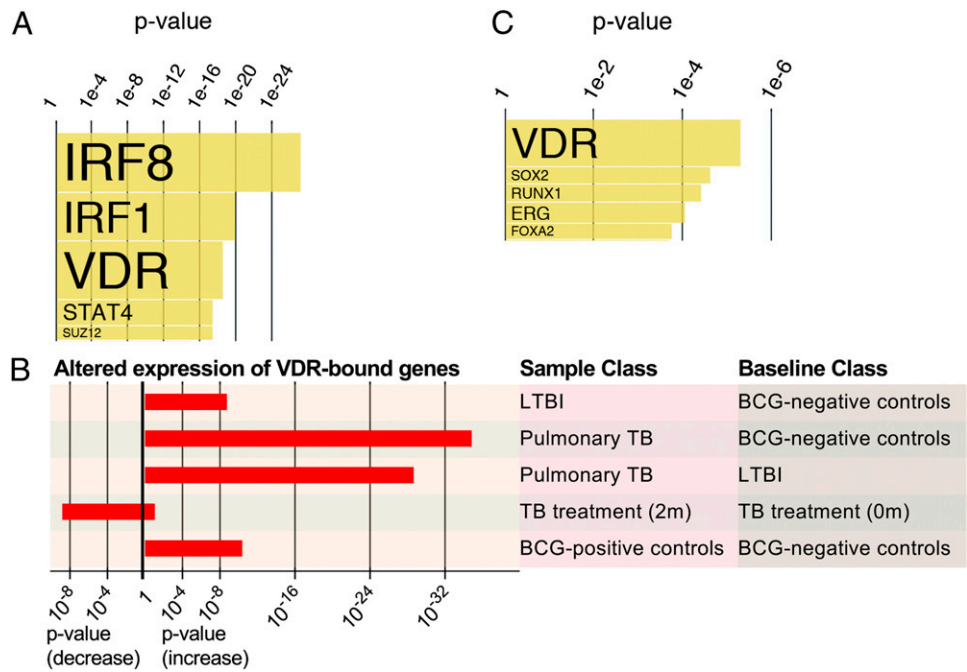 A
p-value
1
1e-4
1e-8
1e-12
1e-16
1e-20
1e-24
IRF8
IRF1
VDR
STAT4
SUZ12
C
p-value
1
1e-2
1e-4
1e-6
VDR
SOX2
RUNX1
ERG
FOXA2
B
Altered expression of VDR-bound genes Sample Class Baseline Class
LTBI BCG-negative controls
Pulmonary TB BCG-negative controls
Pulmonary TB LTBI
TB treatment (2m) TB treatment (0m)
BCG-positive controls BCG-negative controls
10-8 10-4 1 10-4 10-8 10-16 10-24 10-32
p-value p-value
(decrease) (increase)